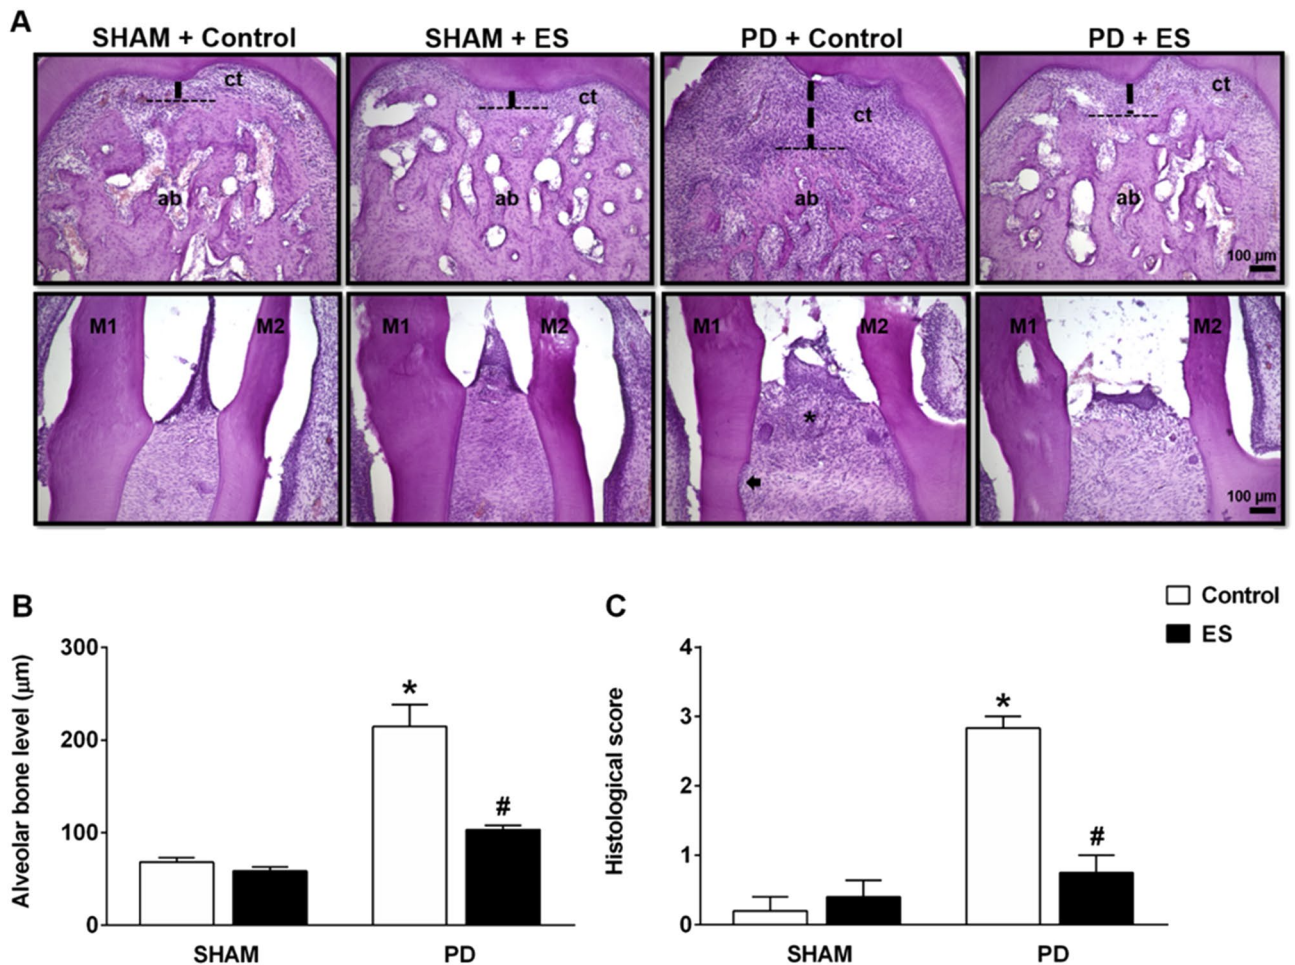 A
SHAM + Control SHAM + ES PD + Control PD + ES
ct ct ct ct
ab ab ab ab
100 μm
M1 M2 M1 M2 M1 M2 M1 M2
*
100 μm
B
Alveolar bone level (μm)
300
200
100
0
*
#
SHAM PD
C
Control
ES
Histological score
4
3
2
1
0
*
#
SHAM PD